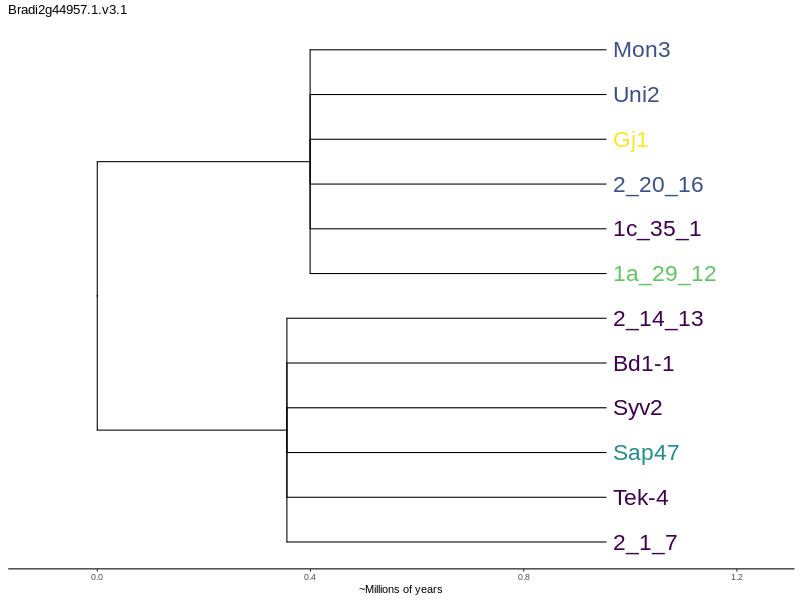 Bradi2g44957.1.v3.1
Mon3
Uni2
Gj1
2_20_16
1c_35_1
1a_29_12
2_14_13
Bd1-1
Syv2
Sap47
Tek-4
2_1_7
0.0 0.4 0.8 1.2
~Millions of years